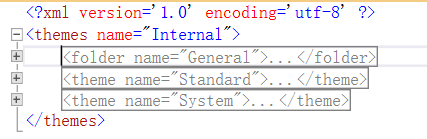 <?xml version='1.0' encoding='utf-8' ?>
<themes name="Internal">
<folder name="General">...</folder>
<theme name="Standard">...</theme>
<theme name="System">...</theme>
</themes>